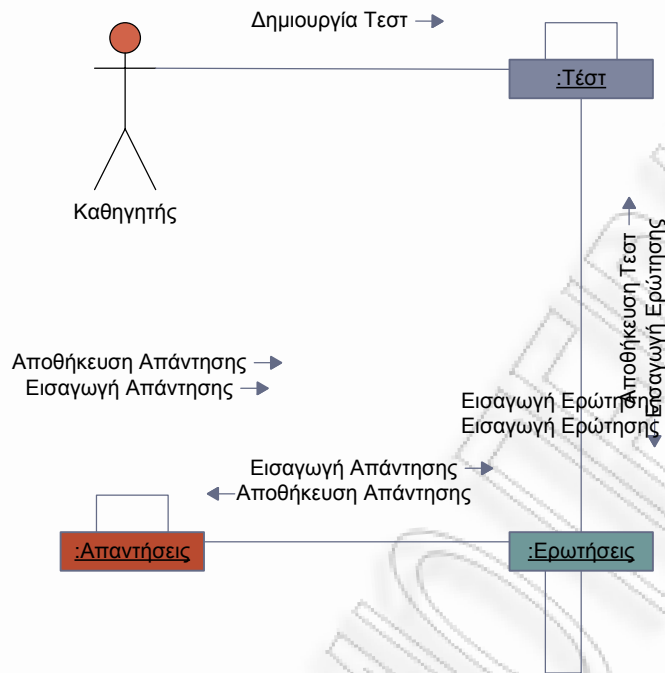 Δημιουργία Τεστ
:Τέστ
Καθηγητής
Αποθήκευση Τεστ
Εισαγωγή Ερώτησης
Αποθήκευση Απάντησης
Εισαγωγή Απάντησης
Εισαγωγή Ερώτησης
Εισαγωγή Ερώτησης
Εισαγωγή Απάντησης
Αποθήκευση Απάντησης
:Απαντήσεις
:Ερωτήσεις